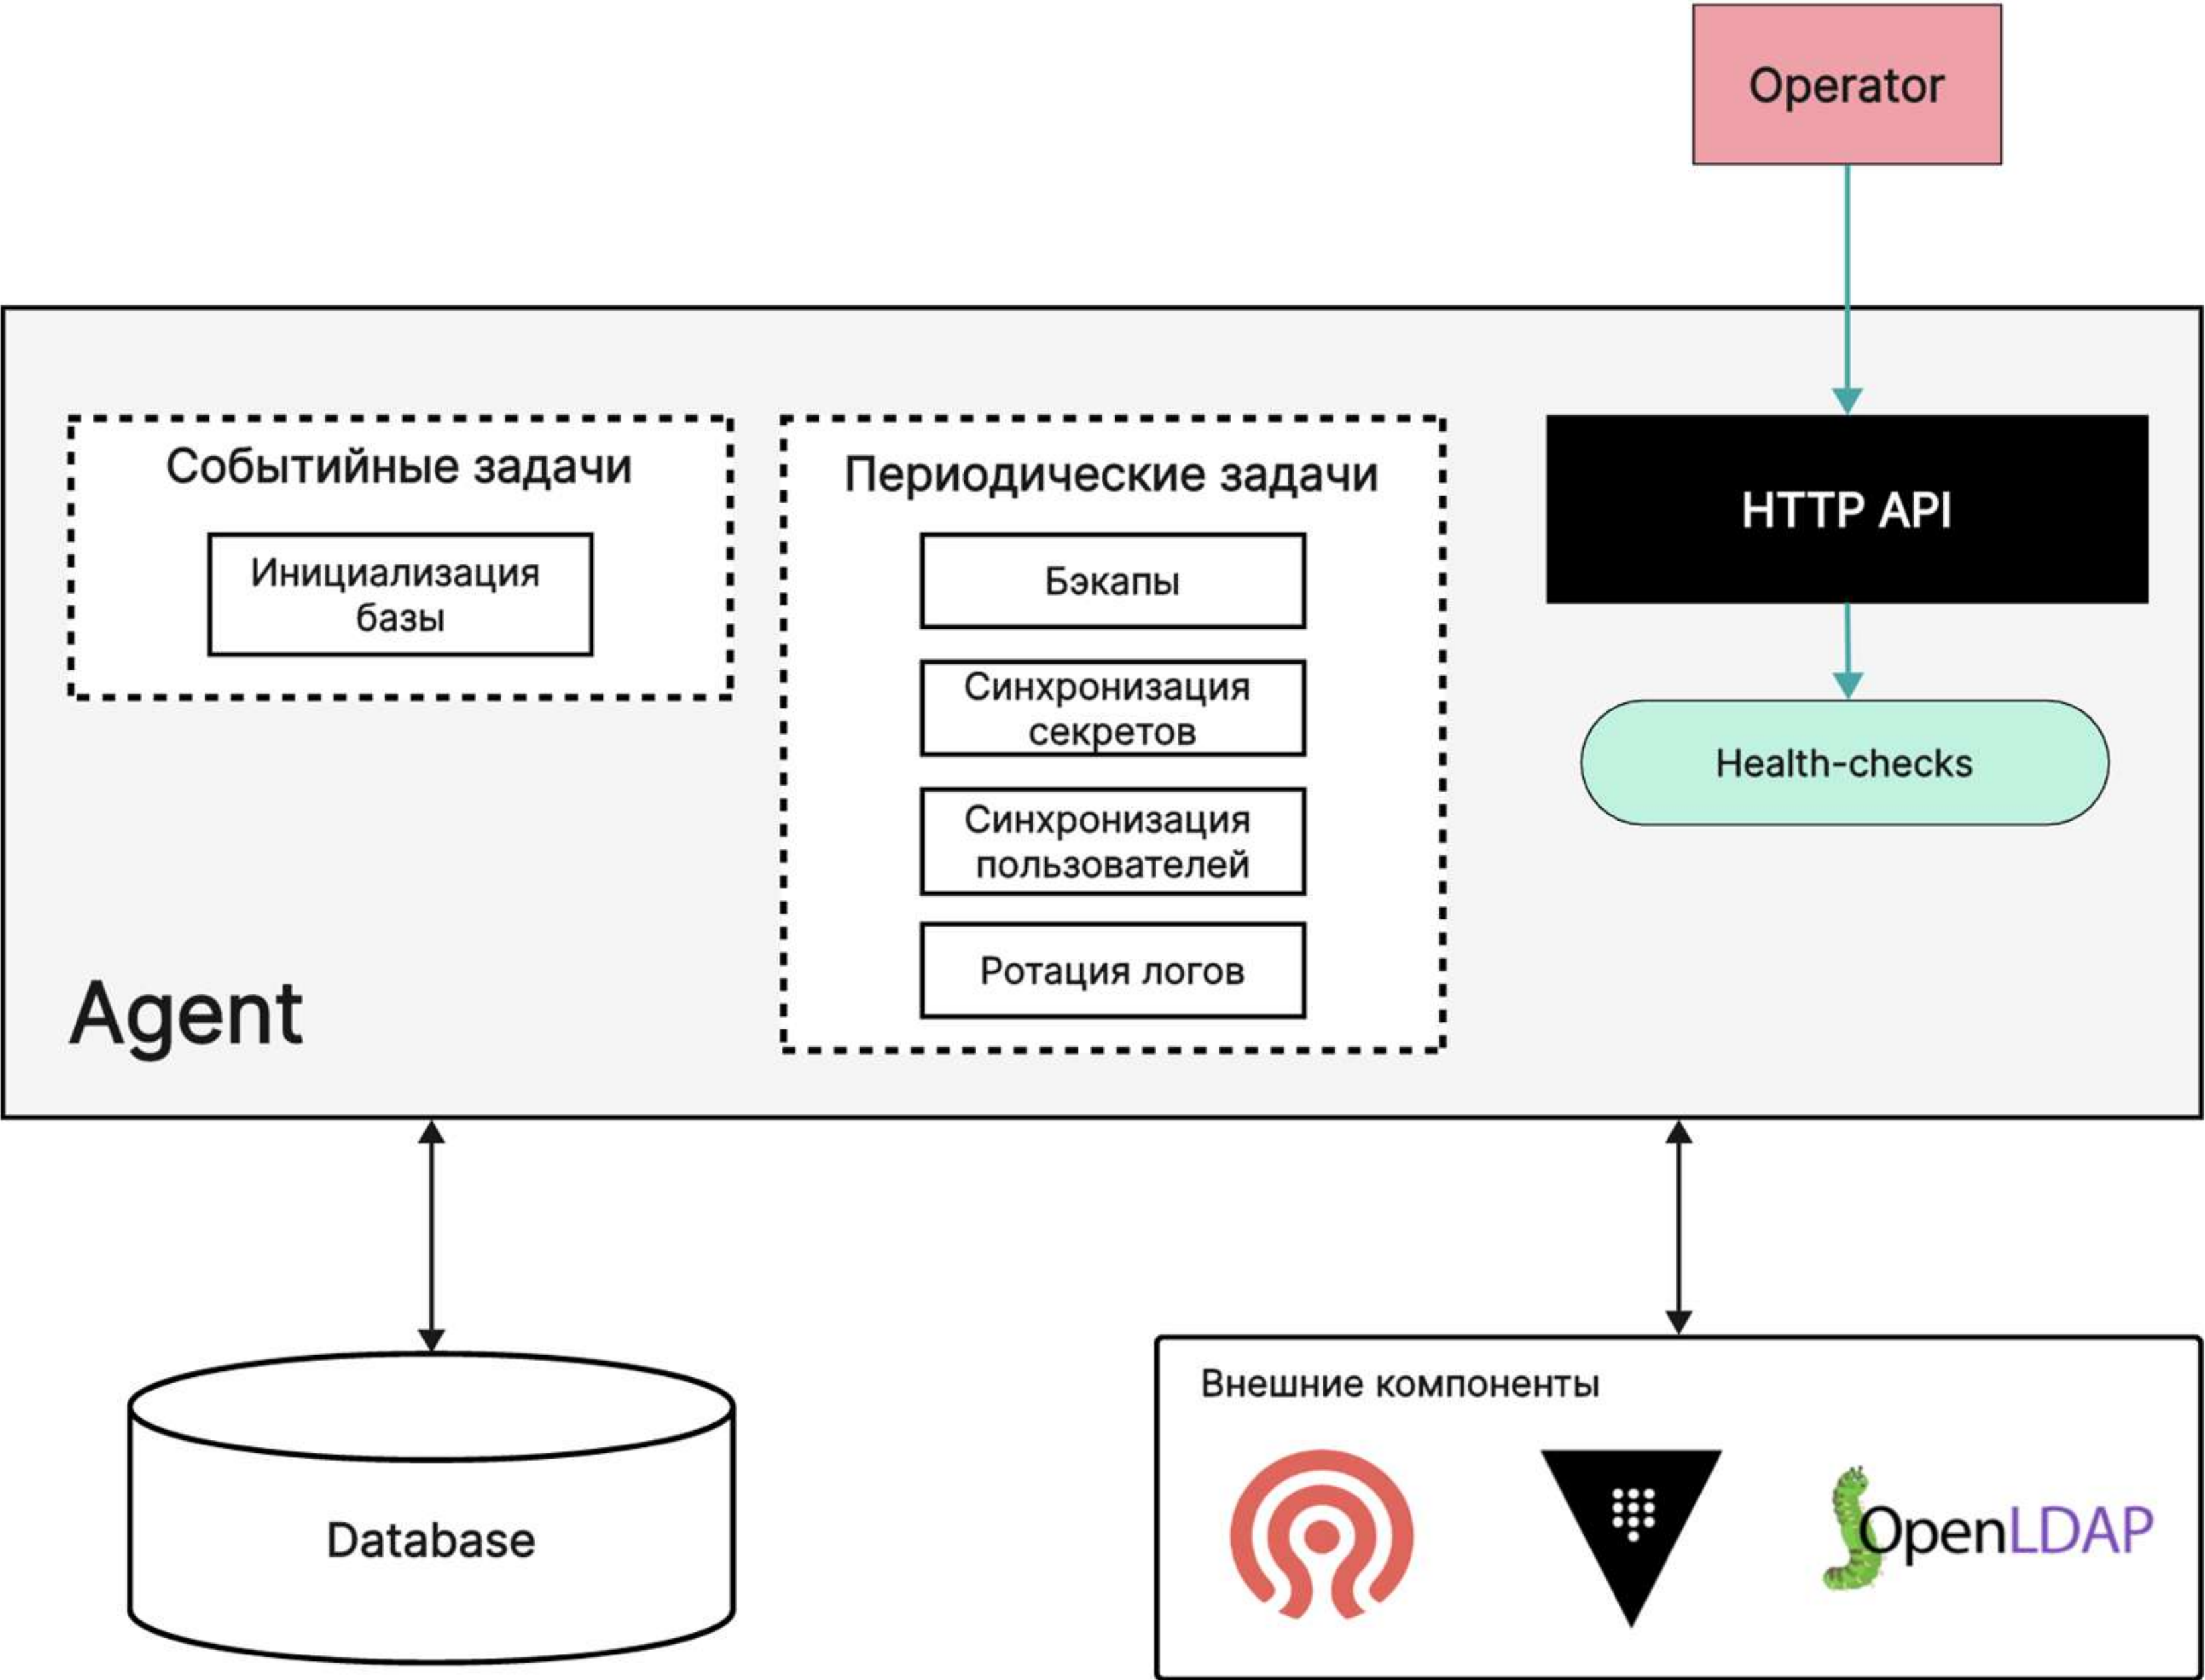 Operator
Событийные задачи
Инициализация
базы
Периодические задачи
Бэкапы
Синхронизация
секретов
Синхронизация
пользователей
Ротация логов
HTTP API
Health-checks
Agent
Database
Внешние компоненты
OpenLDAP